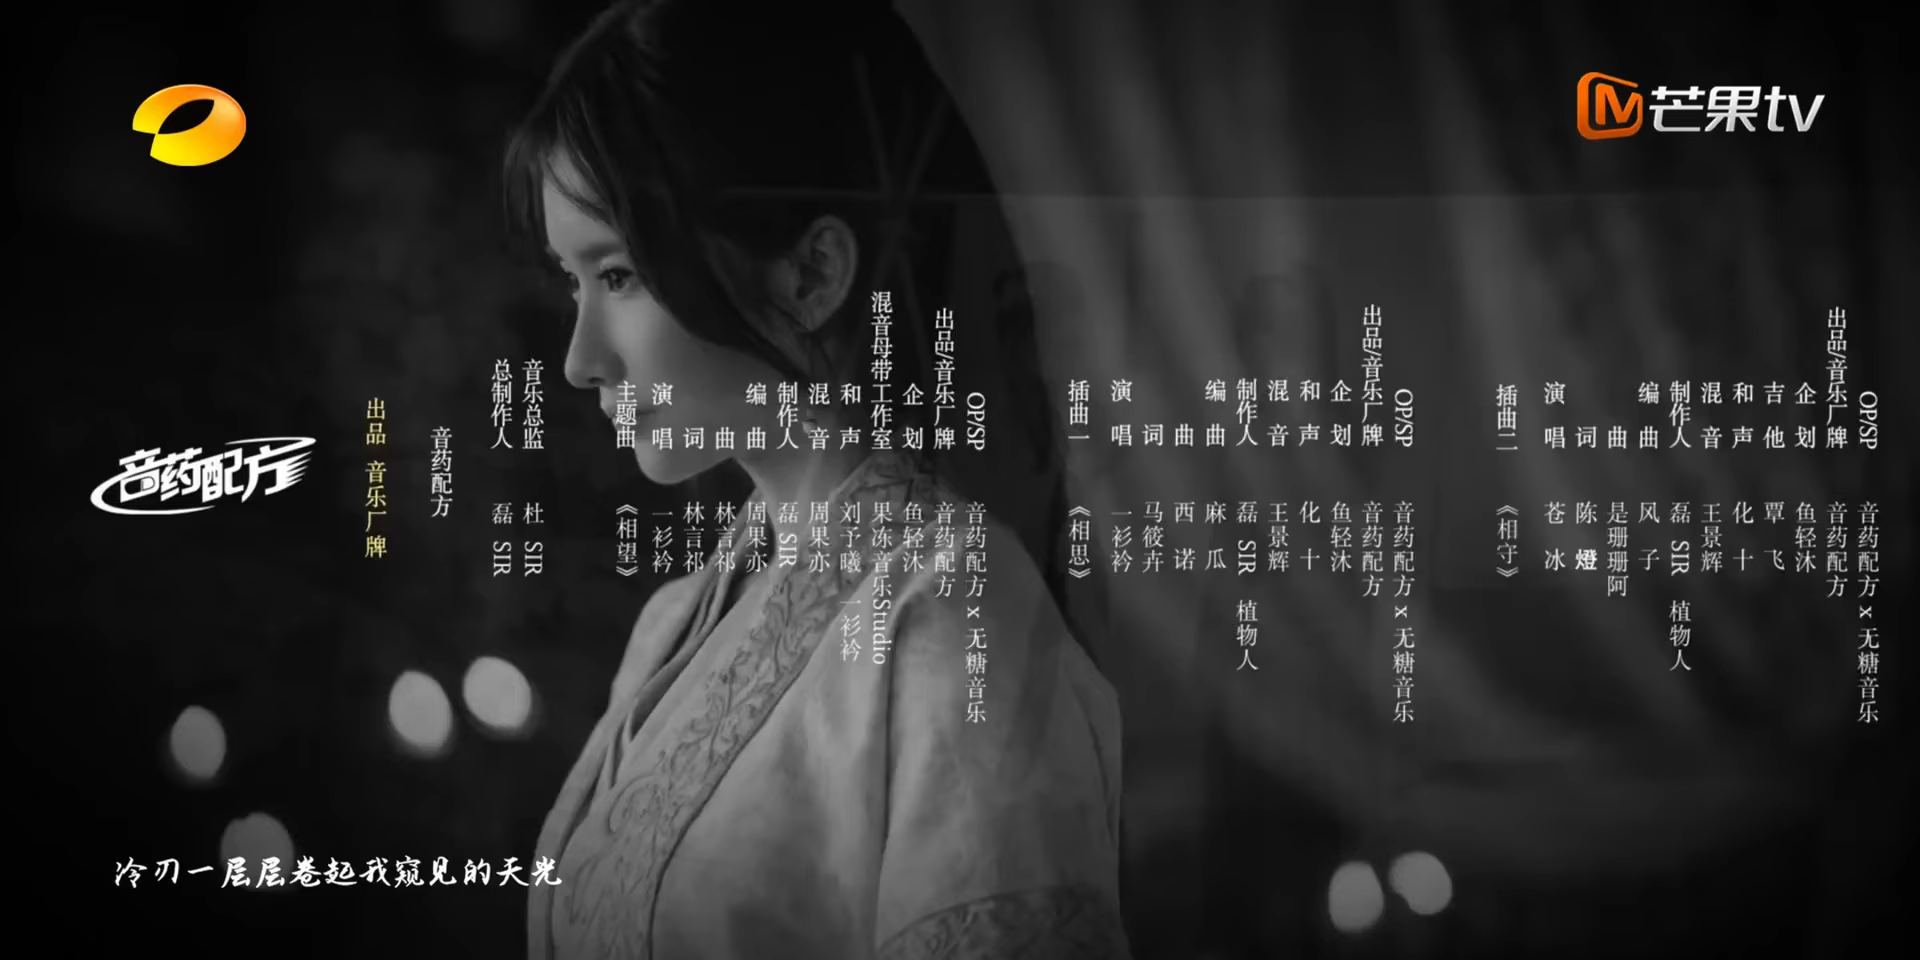 芒果tv
音药配方
出品 音乐厂牌
音药配方
总制作人 磊 SIR
音乐总监 杜 SIR
主题曲 《相望》
演唱 一衫衿
词 林言祁
曲 林言祁
编曲 周果亦
制作人 磊 SIR
混音 周果亦
和声 刘予曦 一衫衿
混音母带工作室 果冻音乐Studio
企划 鱼轻沐
出品/音乐厂牌 音药配方
OP/SP 音药配方 x 无糖音乐
插曲一 《相思》
演唱 一衫衿
词 马筱卉
曲 西诺
编曲 麻瓜
制作人 磊 SIR 植物人
混音 王景辉
和声 化十
企划 鱼轻沐
出品/音乐厂牌 音药配方
OP/SP 音药配方 x 无糖音乐
插曲二 《相守》
演唱 苍冰
词 陈燈
曲 是珊珊阿
编曲 风子
制作人 磊 SIR 植物人
混音 王景辉
和声 化十
吉他 覃飞
企划 鱼轻沐
出品/音乐厂牌 音药配方
OP/SP 音药配方 x 无糖音乐
冷刃一层层卷起我窥见的天光